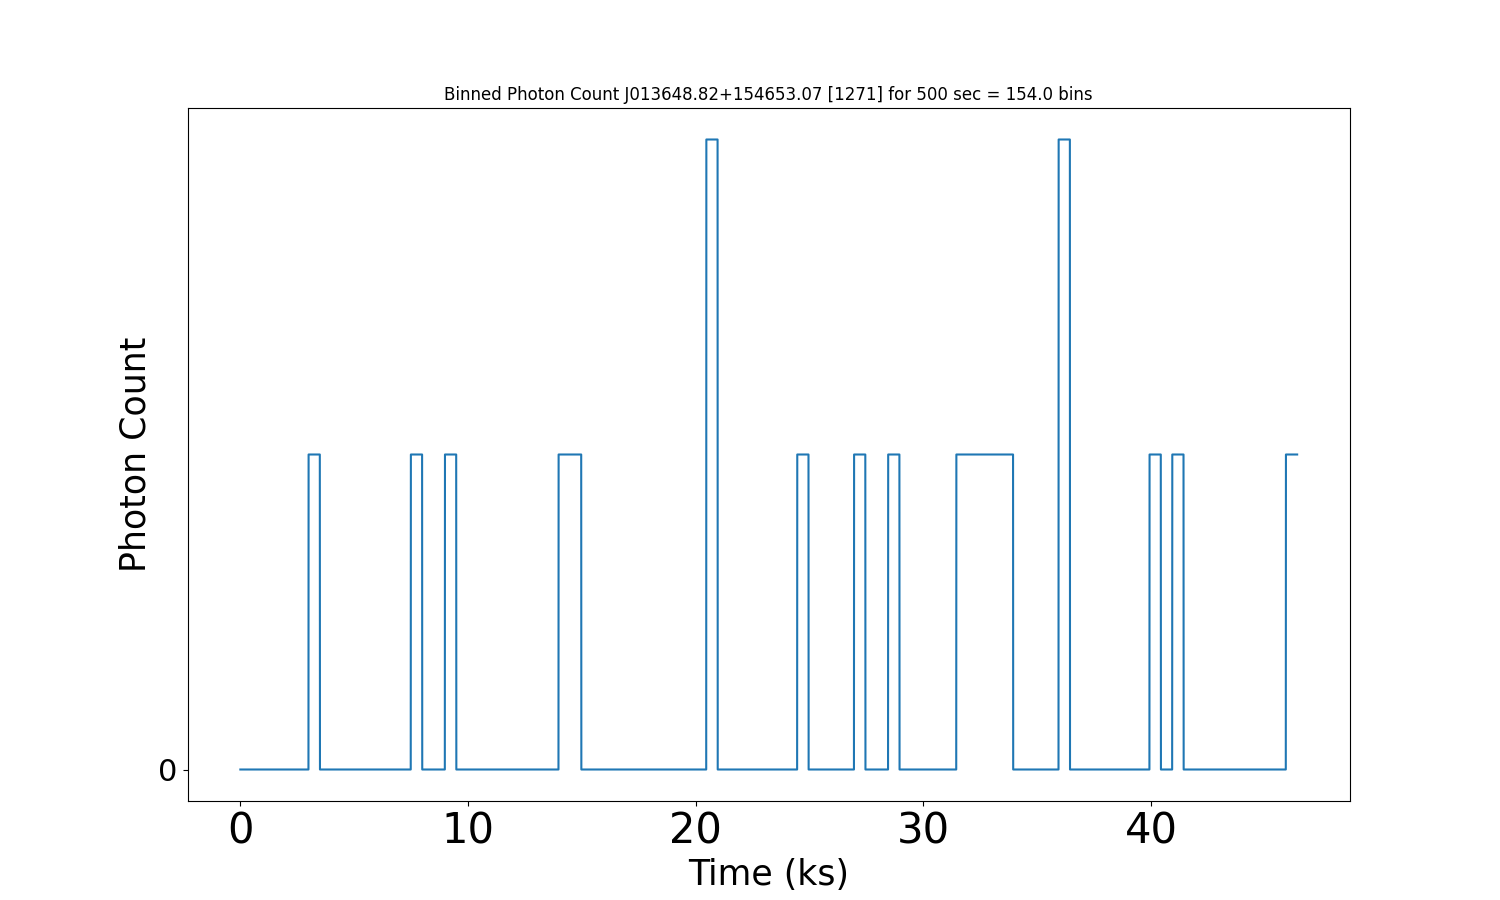 Binned Photon Count J013648.82+154653.07 [1271] for 500 sec = 154.0 bins
Photon Count
0
0 10 20 30 40
Time (ks)